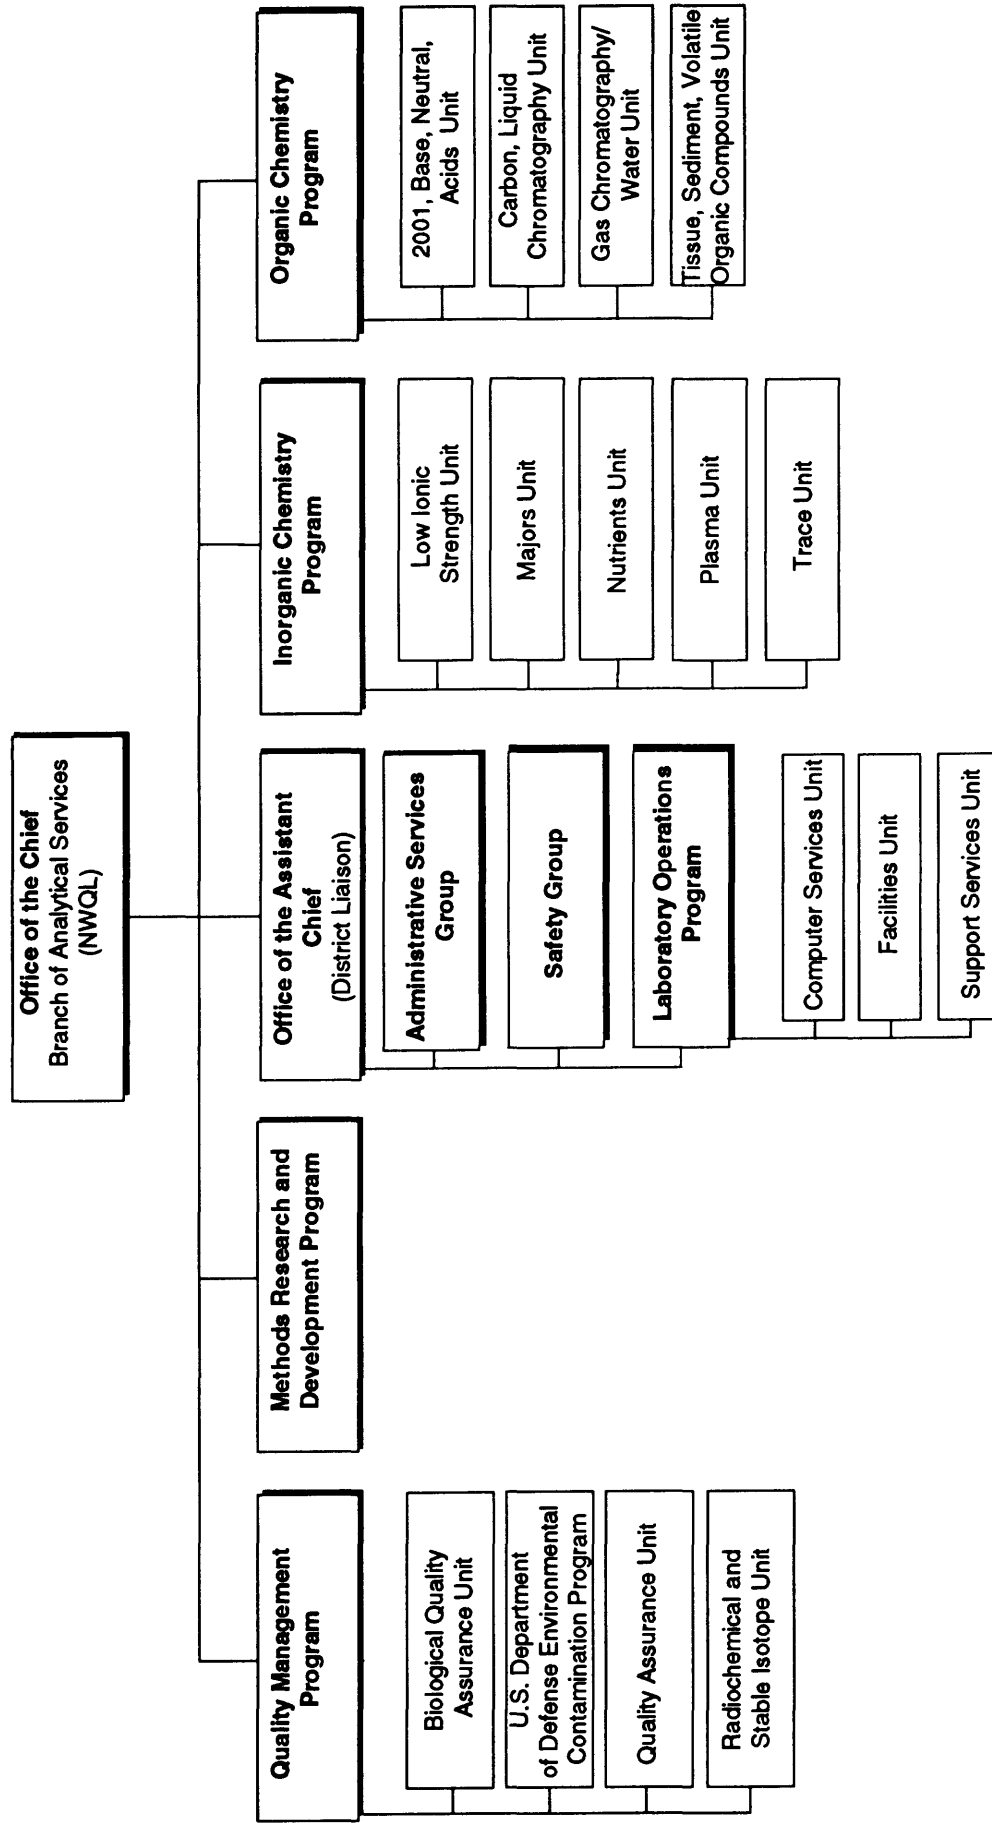 Office of the Chief
Branch of Analytical Services
(NWQL)
Quality Management
Program
Biological Quality
Assurance Unit
U.S. Department
of Defense Environmental
Contamination Program
Quality Assurance Unit
Radiochemical and
Stable Isotope Unit
Methods Research and
Development Program
Office of the Assistant
Chief
(District Liaison)
Administrative Services
Group
Safety Group
Laboratory Operations
Program
Computer Services Unit
Facilities Unit
Support Services Unit
Inorganic Chemistry
Program
Low Ionic
Strength Unit
Majors Unit
Nutrients Unit
Plasma Unit
Trace Unit
Organic Chemistry
Program
2001, Base, Neutral,
Acids Unit
Carbon, Liquid
Chromatography Unit
Gas Chromatography/
Water Unit
Tissue, Sediment, Volatile
Organic Compounds Unit